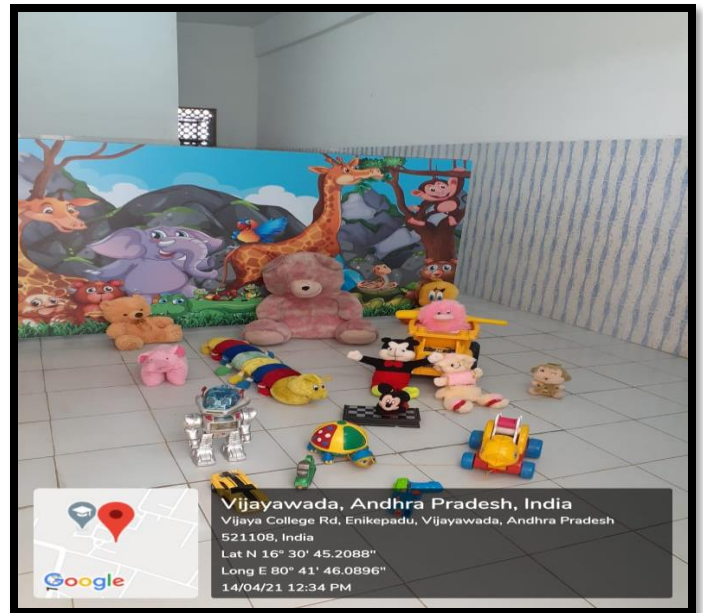 Google
Vijayawada, Andhra Pradesh, India
Vijaya College Rd, Enikepadu, Vijayawada, Andhra Pradesh
521108, India
Lat N 16° 30' 45.2088"
Long E 80° 41' 46.0896"
14/04/21 12:34 PM